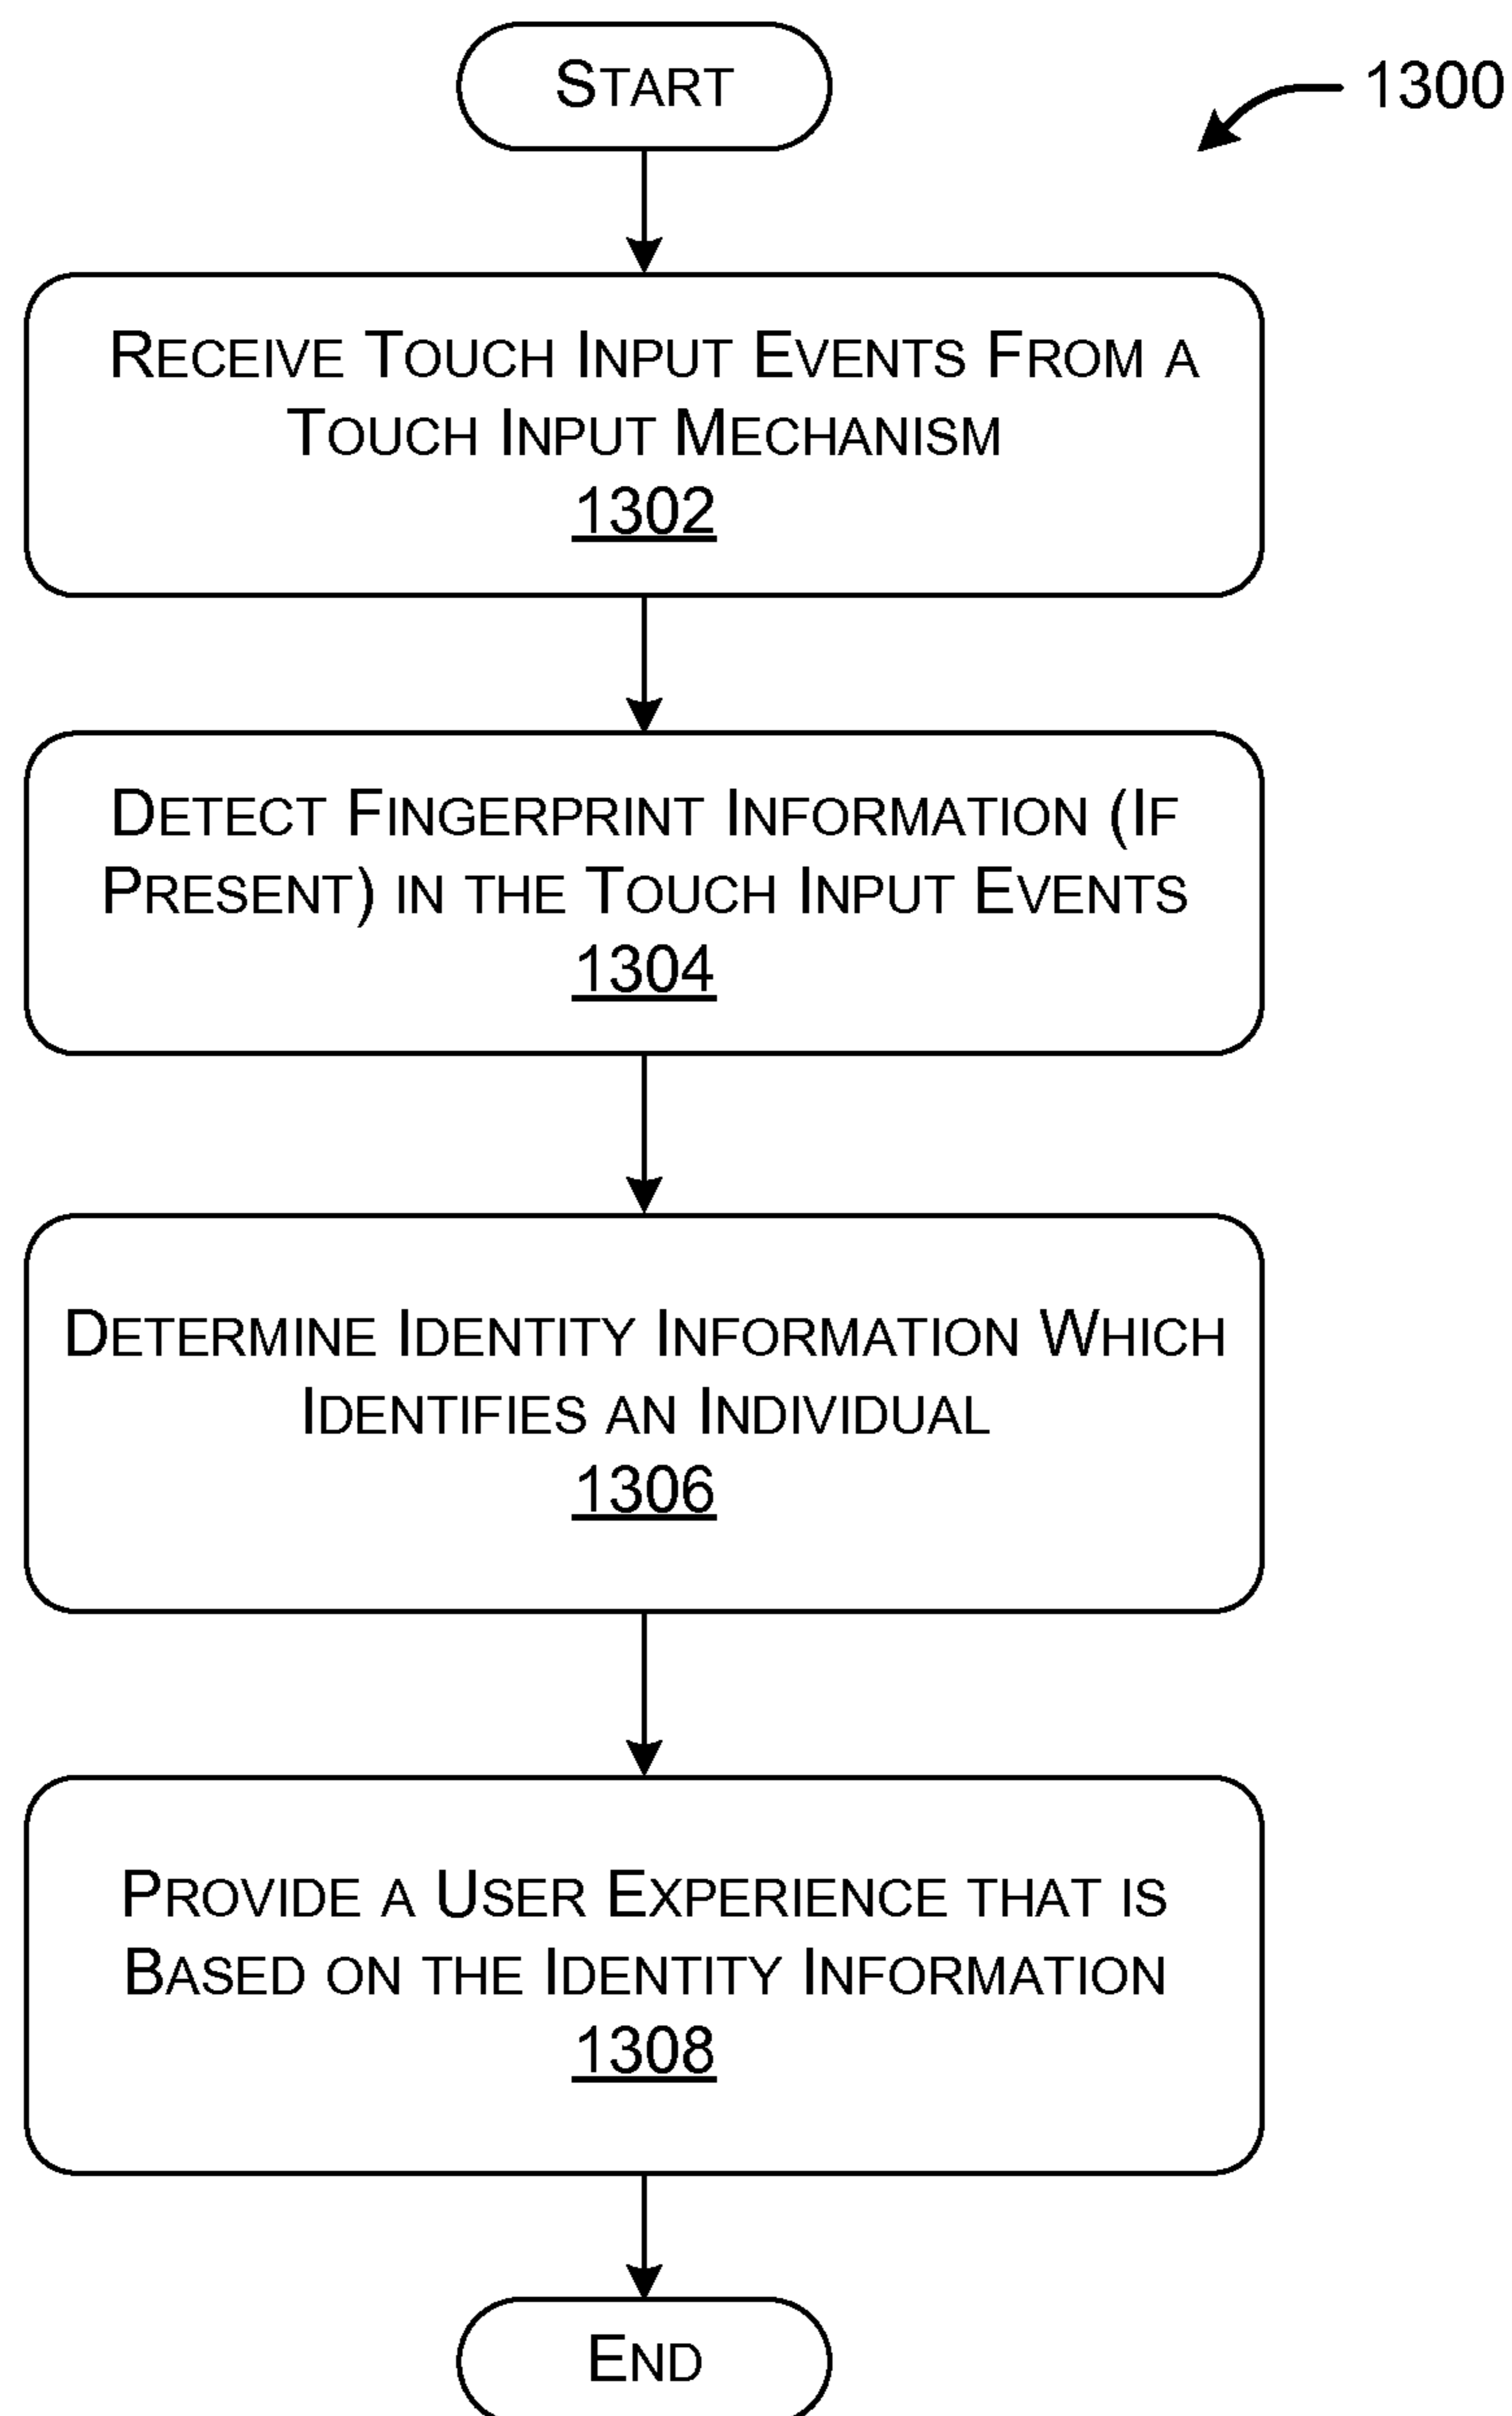 START
1300
RECEIVE TOUCH INPUT EVENTS FROM A
TOUCH INPUT MECHANISM
1302
DETECT FINGERPRINT INFORMATION (IF
PRESENT) IN THE TOUCH INPUT EVENTS
1304
DETERMINE IDENTITY INFORMATION WHICH
IDENTIFIES AN INDIVIDUAL
1306
PROVIDE A USER EXPERIENCE THAT IS
BASED ON THE IDENTITY INFORMATION
1308
END